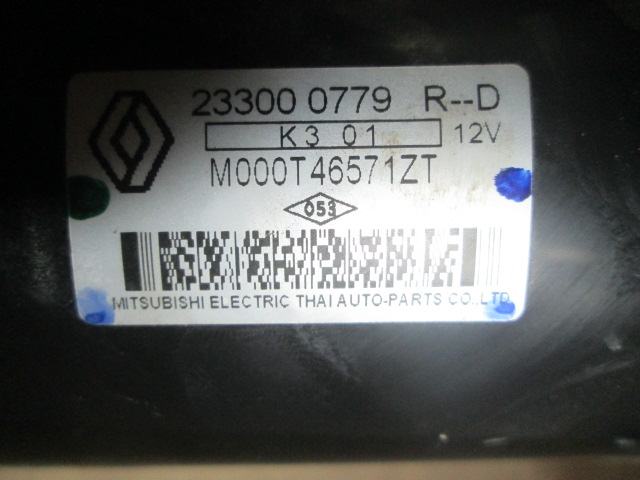 23300 0779 R--D
K3 01 12V
M000T46571ZT
053
MITSUBISHI ELECTRIC THAI AUTO-PARTS CO.,LTD.